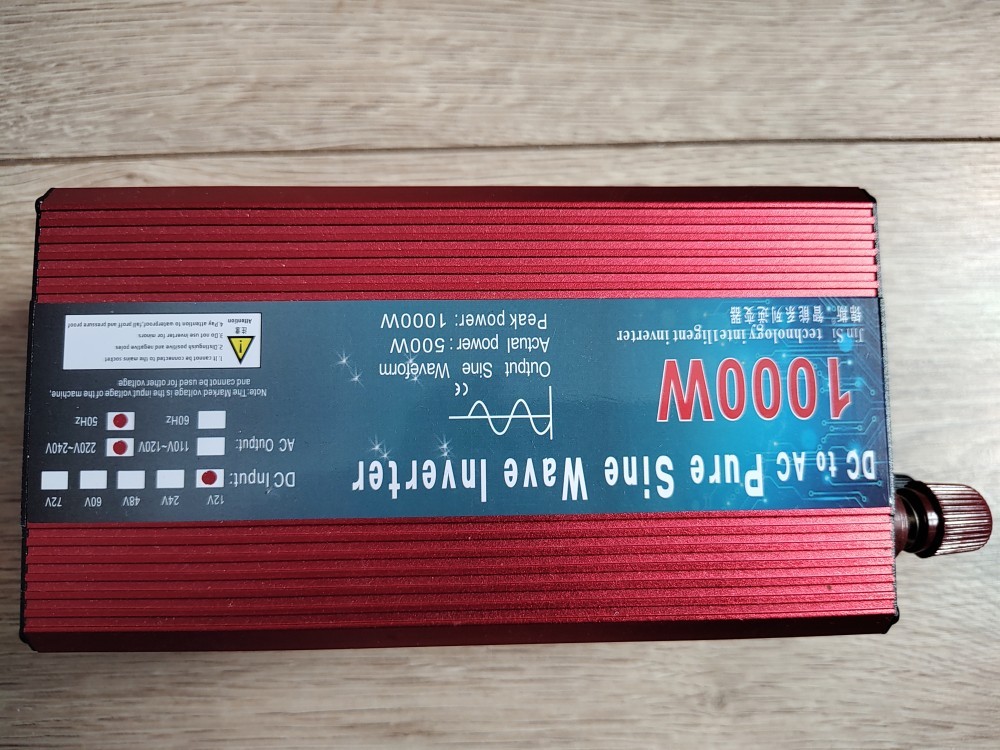 DC to AC Pure Sine Wave Inverter
1000W
Jin Si technology intelligent inverter
智能系列逆变器
Output Sine Waveform
Actual power: 500W
Peak power: 1000W
CE
DC Input:
12V 24V 48V 60V 72V
AC Output:
110V~120V 220V~240V
60Hz 50Hz
Note: The Marked voltage is the input voltage of the machine,
and cannot be used for other voltage
注意
Attention
1. It cannot be connected to the mains socket
2. Distinguish positive and negative poles
3. Do not use inverter for mears
4. Pay attention to waterproof, fall proff and pressure proof